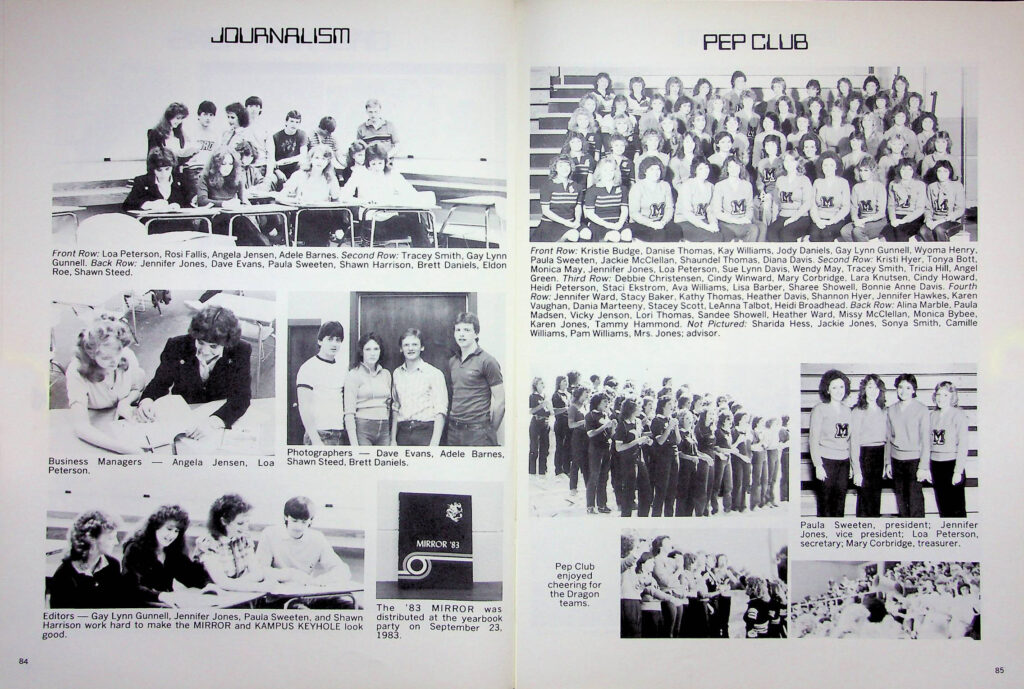 JOURNALISM
Front Row: Loa Peterson, Rosi Fallis, Angela Jensen, Adele Barnes. Second Row: Tracey Smith, Gay Lynn
Gunnell. Back Row: Jennifer Jones, Dave Evans, Paula Sweeten, Shawn Harrison, Brett Daniels, Eldon
Roe, Shawn Steed.
Business Managers — Angela Jensen, Loa
Peterson.
Photographers — Dave Evans, Adele Barnes,
Shawn Steed, Brett Daniels.
MIRROR '83
Editors — Gay Lynn Gunnell, Jennifer Jones, Paula Sweeten, and Shawn
Harrison work hard to make the MIRROR and KAMPUS KEYHOLE look
good.
The '83 MIRROR was
distributed at the yearbook
party on September 23,
1983.
84
PEP CLUB
M M M M M M
Front Row: Kristie Budge, Danise Thomas, Kay Williams, Jody Daniels, Gay Lynn Gunnell, Wyoma Henry,
Paula Sweeten, Jackie McClellan, Shaundel Thomas, Diana Davis. Second Row: Kristi Hyer, Tonya Bott,
Monica May, Jennifer Jones, Loa Peterson, Sue Lynn Davis, Wendy May, Tracey Smith, Tricia Hill, Angel
Green. Third Row: Debbie Christensen, Cindy Winward, Mary Corbridge, Lara Knutsen, Cindy Howard,
Heidi Peterson, Staci Ekstrom, Ava Williams, Lisa Barber, Sharee Showell, Bonnie Anne Davis. Fourth
Row: Jennifer Ward, Stacy Baker, Kathy Thomas, Heather Davis, Shannon Hyer, Jennifer Hawkes, Karen
Vaughan, Dania Marteeny, Stacey Scott, LeAnna Talbot, Heidi Broadhead. Back Row: Alina Marble, Paula
Madsen, Vicky Jenson, Lori Thomas, Sandee Showell, Heather Ward, Missy McClellan, Monica Bybee,
Karen Jones, Tammy Hammond. Not Pictured: Sharida Hess, Jackie Jones, Sonya Smith, Camille
Williams, Pam Williams, Mrs. Jones; advisor.
M M
Paula Sweeten, president; Jennifer
Jones, vice president; Loa Peterson,
secretary; Mary Corbridge, treasurer.
Pep Club
enjoyed
cheering for
the Dragon
teams.
85